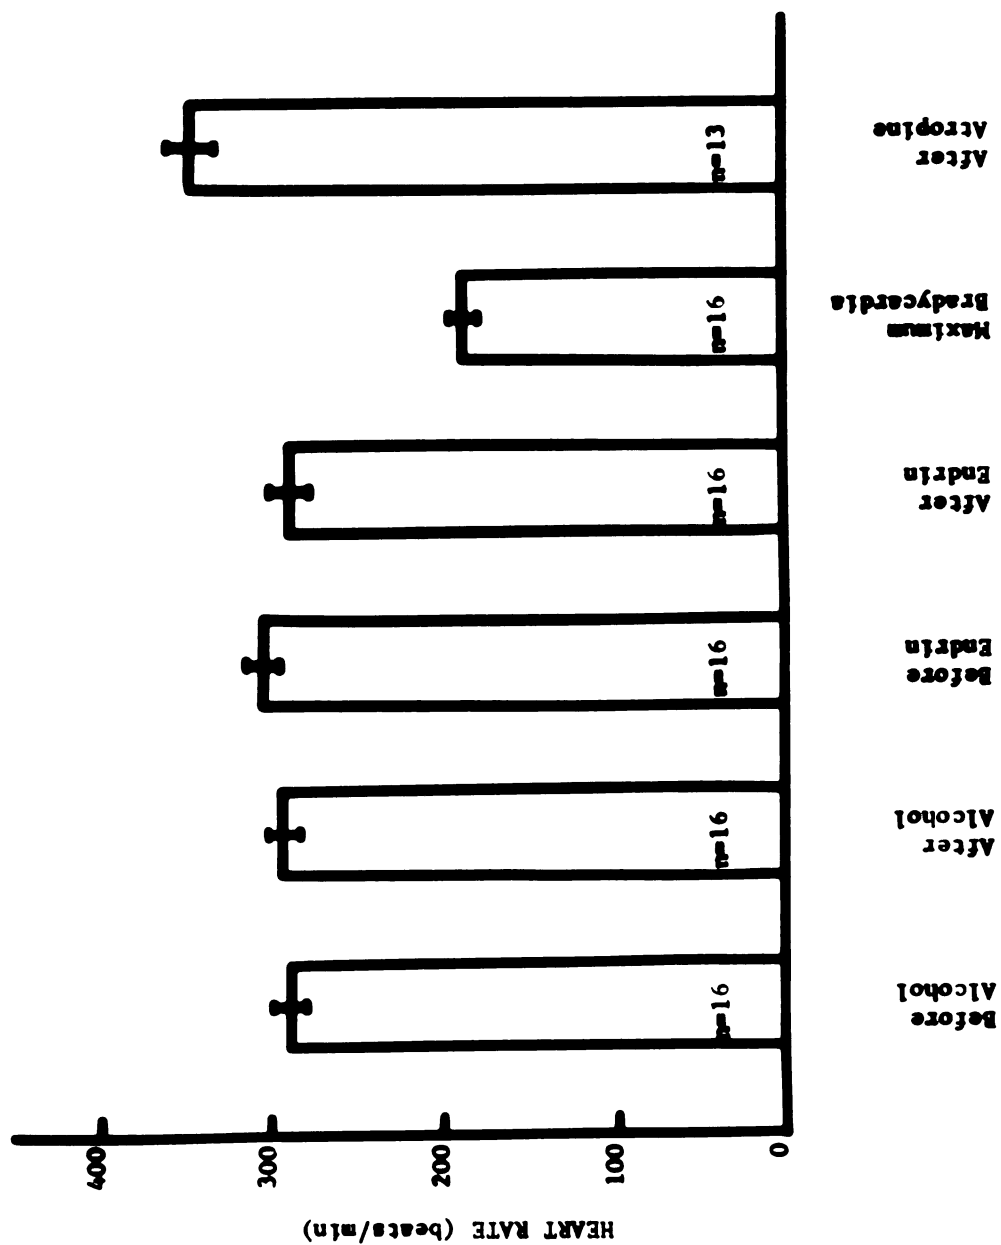 HEART RATE (beats/min)
400
300
200
100
0
n=16
n=16
n=16
n=16
n=16
n=13
Before
Alcohol
After
Alcohol
Before
Endrin
After
Endrin
Maximum
Bradycardia
After
Atropine